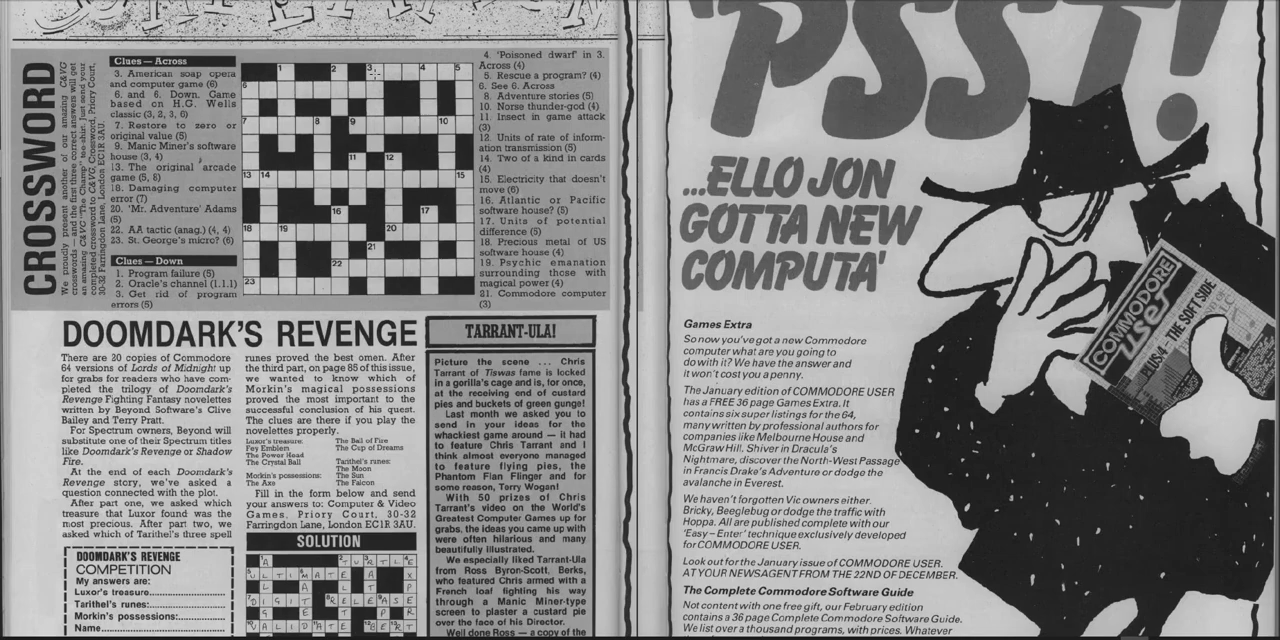 CROSSWORD
We proudly present another of our amazing C&VG
crosswords — and the first three correct answers will get
an amazing C&VG "The Champ" tee-shirt. Just send your
completed crossword to C&VG, Crossword, Priory Court,
30-32 Farringdon Lane, London EC1R 3AU.
Clues — Across
3. American soap opera
and computer game (6)
6. and 6. Down. Game
based on H.G. Wells
classic (3, 2, 3, 6)
7. Restore to zero or
original value (5)
9. Manic Miner's software
house (3, 4)
13. The original arcade
game (5, 8)
18. Damaging computer
error (7)
20. 'Mr. Adventure' Adams
(5)
22. AA tactic (anag.) (4, 4)
23. St. George's micro? (6)
Clues — Down
1. Program failure (5)
2. Oracle's channel (1.1.1)
3. Get rid of program
errors (5)
4. 'Poisoned dwarf' in 3.
Across (4)
5. Rescue a program? (4)
6. See 6. Across
8. Adventure stories (5)
10. Norse thunder-god (4)
11. Insect in game attack
(3)
12. Units of rate of inform-
ation transmission (5)
14. Two of a kind in cards
(4)
15. Electricity that doesn't
move (6)
16. Atlantic or Pacific
software house? (5)
17. Units of potential
difference (5)
18. Precious metal of US
software house (4)
19. Psychic emanation
surrounding those with
magical power (4)
21. Commodore computer
(3)
DOOMDARK'S REVENGE
There are 20 copies of Commodore
64 versions of Lords of Midnight up
for grabs for readers who have com-
pleted the trilogy of Doomdark's
Revenge Fighting Fantasy novelettes
written by Beyond Software's Clive
Bailey and Terry Pratt.
For Spectrum owners, Beyond will
substitute one of their Spectrum titles
like Doomdark's Revenge or Shadow
Fire.
At the end of each Doomdark's
Revenge story, we've asked a
question connected with the plot.
After part one, we asked which
treasure that Luxor found was the
most precious. After part two, we
asked which of Tarithel's three spell
runes proved the best omen. After
the third part, on page 85 of this issue,
we wanted to know which of
Morkin's magical possessions
proved the most important to the
successful conclusion of his quest.
The clues are there if you play the
novelettes properly.
Luxor's treasure:
Fey Emblem
The Power Head
The Crystal Ball
Morkin's possessions:
The Axe
The Ball of Fire
The Cup of Dreams
Tarithel's runes:
The Moon
The Sun
The Falcon
Fill in the form below and send
your answers to: Computer & Video
Games, Priory Court, 30-32
Farringdon Lane, London EC1R 3AU.
DOOMDARK'S REVENGE
COMPETITION
My answers are:
Luxor's treasure
Tarithel's runes:
Morkin's possessions:
Name
SOLUTION
TURTLE
ULTIMATE
DIGIT RELEASE
VALIDATE BERT
TARRANT-ULA!
Picture the scene ... Chris
Tarrant of Tiswas fame is locked
in a gorilla's cage and is, for once,
at the receiving end of custard
pies and buckets of green gunge!
Last month we asked you to
send in your ideas for the
whackiest game around — it had
to feature Chris Tarrant and I
think almost everyone managed
to feature flying pies, the
Phantom Flan Flinger and for
some reason, Terry Wogan!
With 50 prizes of Chris
Tarrant's video on the World's
Greatest Computer Games up for
grabs, the ideas you came up with
were often hilarious and many
beautifully illustrated.
We especially liked Tarrant-Ula
from Ross Byron-Scott, Berks,
who featured Chris armed with a
French loaf fighting his way
through a Manic Miner-type
screen to plaster a custard pie
over the face of his Director.
Well done Ross — a copy of the
'PSST!
...ELLO JON
GOTTA NEW
COMPUTA'
COMMODORE
User
PLUS/4 - THE SOFT SIDE
Games Extra
So now you've got a new Commodore
computer what are you going to
do with it? We have the answer and
it won't cost you a penny.
The January edition of COMMODORE USER
has a FREE 36 page Games Extra. It
contains six super listings for the 64,
many written by professional authors for
companies like Melbourne House and
McGraw Hill. Shiver in Dracula's
Nightmare, discover the North-West Passage
in Francis Drake's Adventure or dodge the
avalanche in Everest.
We haven't forgotten Vic owners either.
Bricky, Beeglebug or dodge the traffic with
Hoppa. All are published complete with our
'Easy – Enter' technique exclusively developed
for COMMODORE USER.
Look out for the January issue of COMMODORE USER.
AT YOUR NEWSAGENT FROM THE 22ND OF DECEMBER.
The Complete Commodore Software Guide
Not content with one free gift, our February edition
contains a 36 page Complete Commodore Software Guide.
We list over a thousand programs, with prices. Whatever